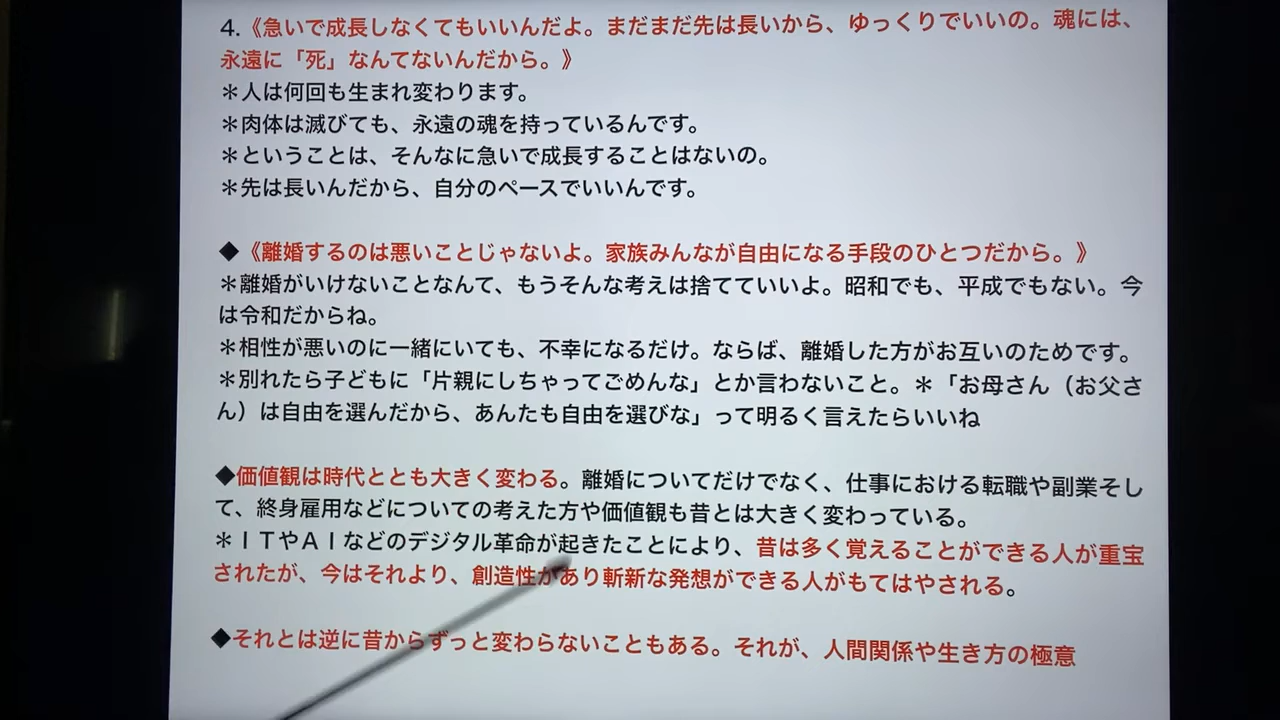 4.《急いで成長しなくてもいいんだよ。まだまだ先は長いから、ゆっくりでいいの。魂には、
永遠に「死」なんてないんだから。》
＊人は何回も生まれ変わります。
＊肉体は滅びても、永遠の魂を持っているんです。
＊ということは、そんなに急いで成長することはないの。
＊先は長いんだから、自分のペースでいいんです。
◆《離婚するのは悪いことじゃないよ。家族みんなが自由になる手段のひとつだから。》
＊離婚がいけないことなんて、もうそんな考えは捨てていいよ。昭和でも、平成でもない。今
は令和だからね。
＊相性が悪いのに一緒にいても、不幸になるだけ。ならば、離婚した方がお互いのためです。
＊別れたら子どもに「片親にしちゃってごめんな」とか言わないこと。＊「お母さん（お父さ
ん）は自由を選んだから、あんたも自由を選びな」って明るく言えたらいいね
◆価値観は時代ととも大きく変わる。離婚についてだけでなく、仕事における転職や副業そし
て、終身雇用などについての考えた方や価値観も昔とは大きく変わっている。
＊ＩＴやＡＩなどのデジタル革命が起きたことにより、昔は多く覚えることができる人が重宝
されたが、今はそれより、創造性があり斬新な発想ができる人がもてはやされる。
◆それとは逆に昔からずっと変わらないこともある。それが、人間関係や生き方の極意